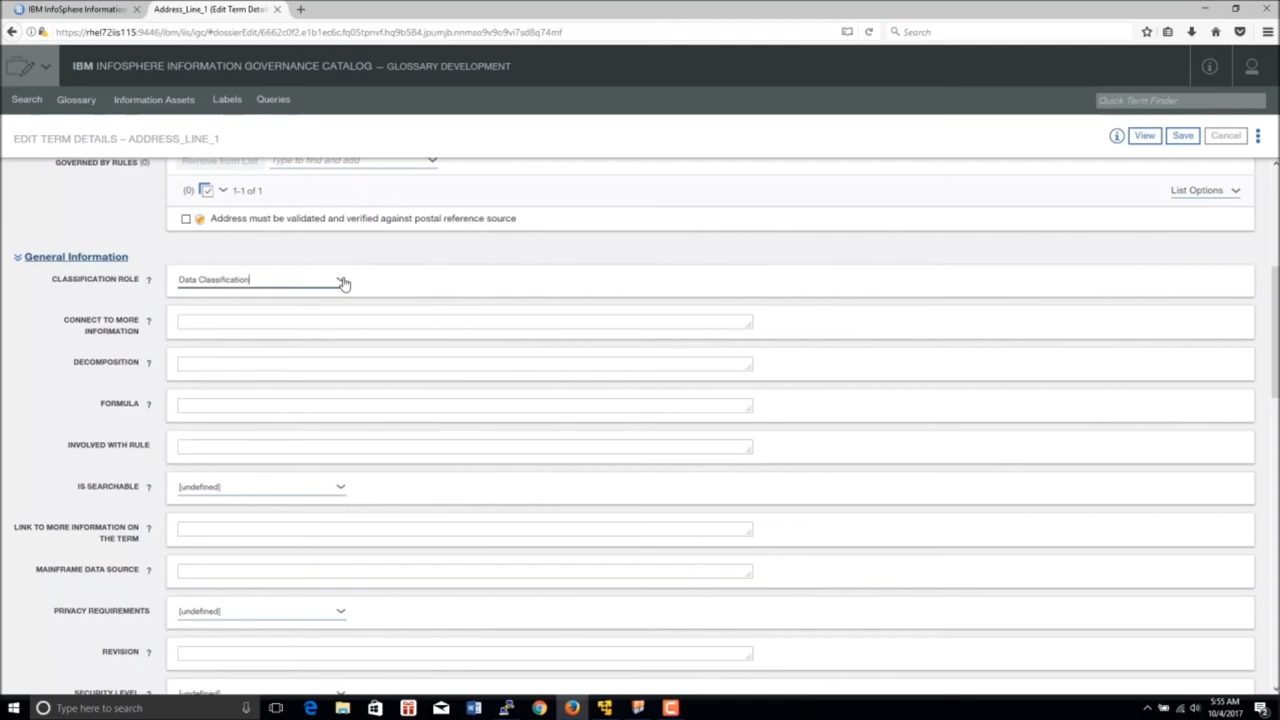 IBM InfoSphere Information
Address_Line_1 (Edit Term Detai
https://rhel72iis115:9446/ibm/iis/igc/#dossierEdit/6662c0f2.e1b1ec6c.fq05tpnvf.hq9b584.jpumjb.nnmso9v9o9vi7sd8q74mf
Search
IBM INFOSPHERE INFORMATION GOVERNANCE CATALOG — GLOSSARY DEVELOPMENT
Search Glossary Information Assets Labels Queries
Quick Term Finder
EDIT TERM DETAILS – ADDRESS_LINE_1
View Save Cancel
GOVERNED BY RULES (0)
Remove from List Type to find and add
(0) 1-1 of 1
List Options
Address must be validated and verified against postal reference source
General Information
CLASSIFICATION ROLE ?
Data Classification
CONNECT TO MORE ?
INFORMATION
DECOMPOSITION ?
FORMULA ?
INVOLVED WITH RULE
IS SEARCHABLE ?
[undefined]
LINK TO MORE INFORMATION ON ?
THE TERM
MAINFRAME DATA SOURCE ?
PRIVACY REQUIREMENTS
[undefined]
REVISION ?
SECURITY LEVEL ?
[undefined]
Type here to search
5:55 AM
10/4/2017
2